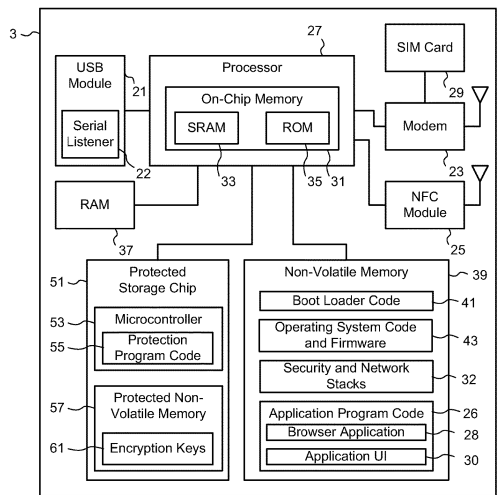 3
27
SIM Card
29
USB
Module
21
Serial
Listener
22
Processor
On-Chip Memory
SRAM
33
ROM
35
31
Modem
23
RAM
37
NFC
Module
25
51
Protected
Storage Chip
53
Microcontroller
55
Protection
Program Code
57
Protected Non-
Volatile Memory
61
Encryption Keys
Non-Volatile Memory
39
Boot Loader Code
41
Operating System Code
and Firmware
43
Security and Network
Stacks
32
Application Program Code
26
Browser Application
28
Application UI
30